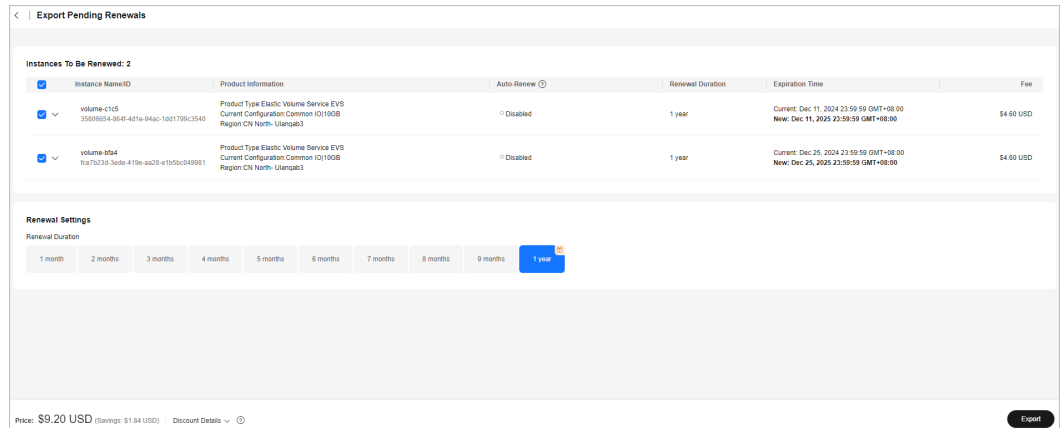 Export Pending Renewals
Instances To Be Renewed: 2
Instance Name/ID Product Information Auto-Renew Renewal Duration Expiration Time Fee
volume-c1c5
35806654-864f-4d1e-94ac-1dd1799c3540
Product Type:Elastic Volume Service EVS
Current Configuration:Common IO|10GB
Region:CN North- Ulanqab3
Disabled
1 year
Current: Dec 11, 2024 23:59:59 GMT+08:00
New: Dec 11, 2025 23:59:59 GMT+08:00
$4.60 USD
volume-bfa4
fce7b23d-3ede-419e-aa28-e1b5bc049981
Product Type:Elastic Volume Service EVS
Current Configuration:Common IO|10GB
Region:CN North- Ulanqab3
Disabled
1 year
Current: Dec 25, 2024 23:59:59 GMT+08:00
New: Dec 25, 2025 23:59:59 GMT+08:00
$4.60 USD
Renewal Settings
Renewal Duration
1 month 2 months 3 months 4 months 5 months 6 months 7 months 8 months 9 months 1 year
Price: $9.20 USD (Savings: $1.84 USD) Discount Details Export